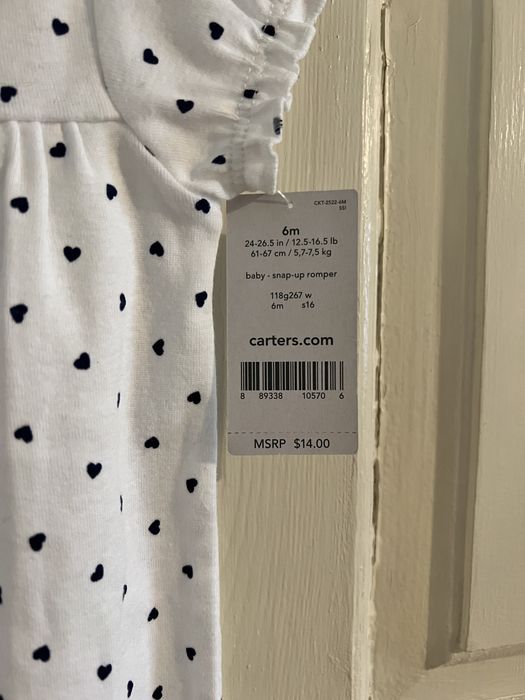 CKT-2522-6M
SSI
6m
24-26.5 in / 12.5-16.5 lb
61-67 cm / 5,7-7,5 kg
baby - snap-up romper
118g267 w
6m s16
carters.com
8 89338 10570 6
MSRP $14.00